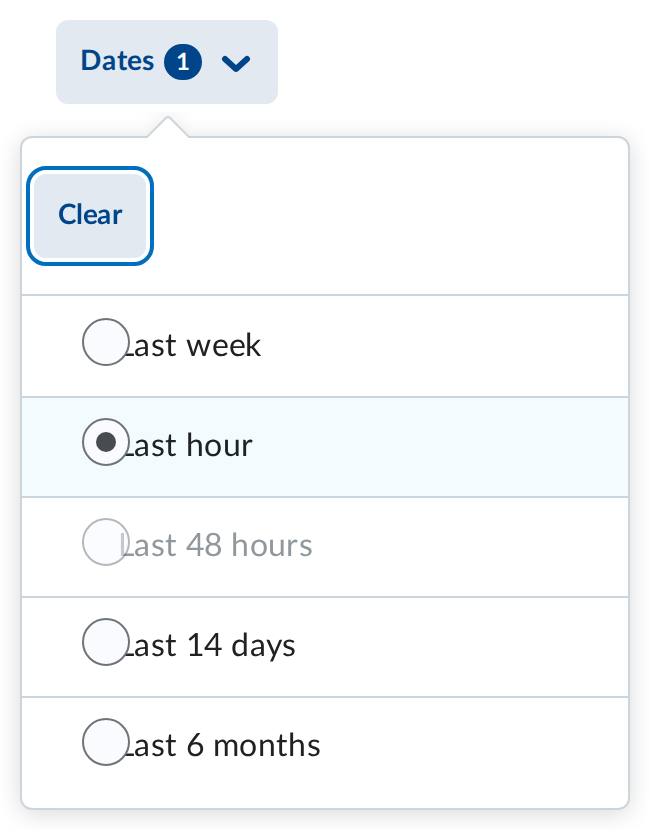 Dates 1
Clear
Last week
Last hour
Last 48 hours
Last 14 days
Last 6 months